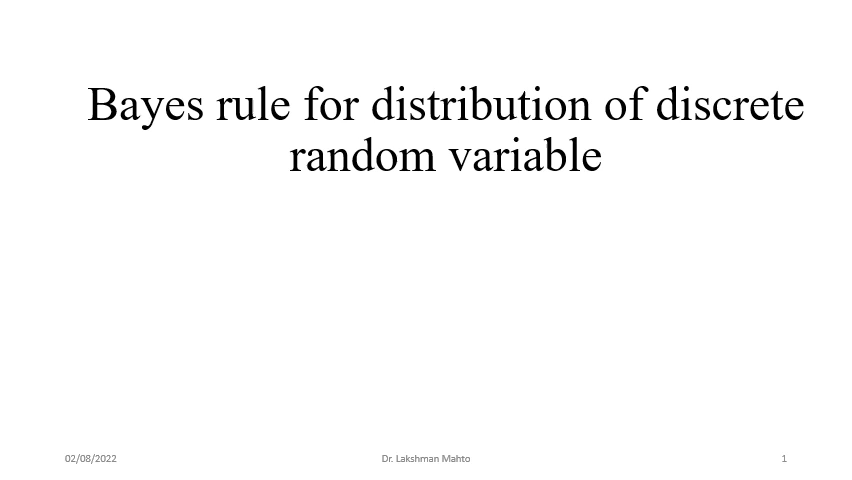 Bayes rule for distribution of discrete
random variable
02/08/2022
Dr. Lakshman Mahto
1